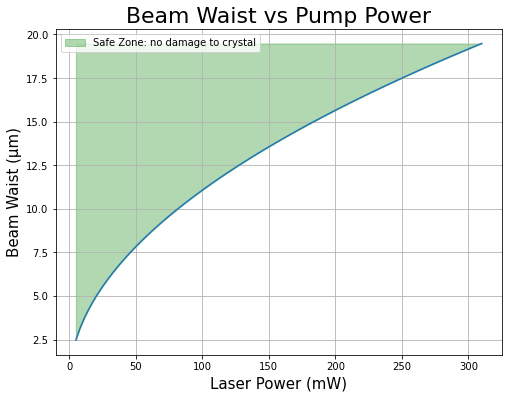 Beam Waist vs Pump Power
Safe Zone: no damage to crystal
Beam Waist (μm)
20.0
17.5
15.0
12.5
10.0
7.5
5.0
2.5
0 50 100 150 200 250 300
Laser Power (mW)